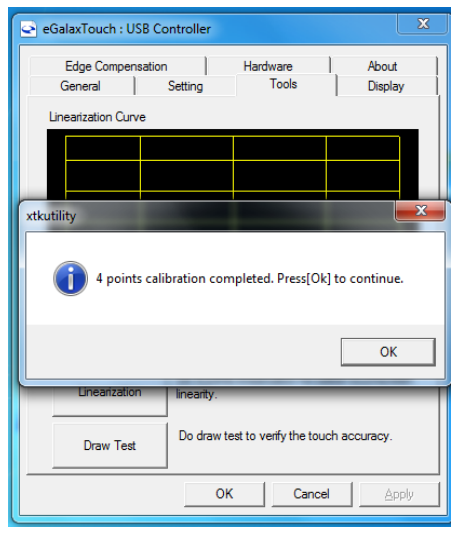 eGalaxTouch : USB Controller
Edge Compensation
Hardware
About
General
Setting
Tools
Display
Linearization Curve
xtkutility
4 points calibration completed. Press[Ok] to continue.
OK
Linearization
linearity.
Draw Test
Do draw test to verify the touch accuracy.
OK
Cancel
Apply